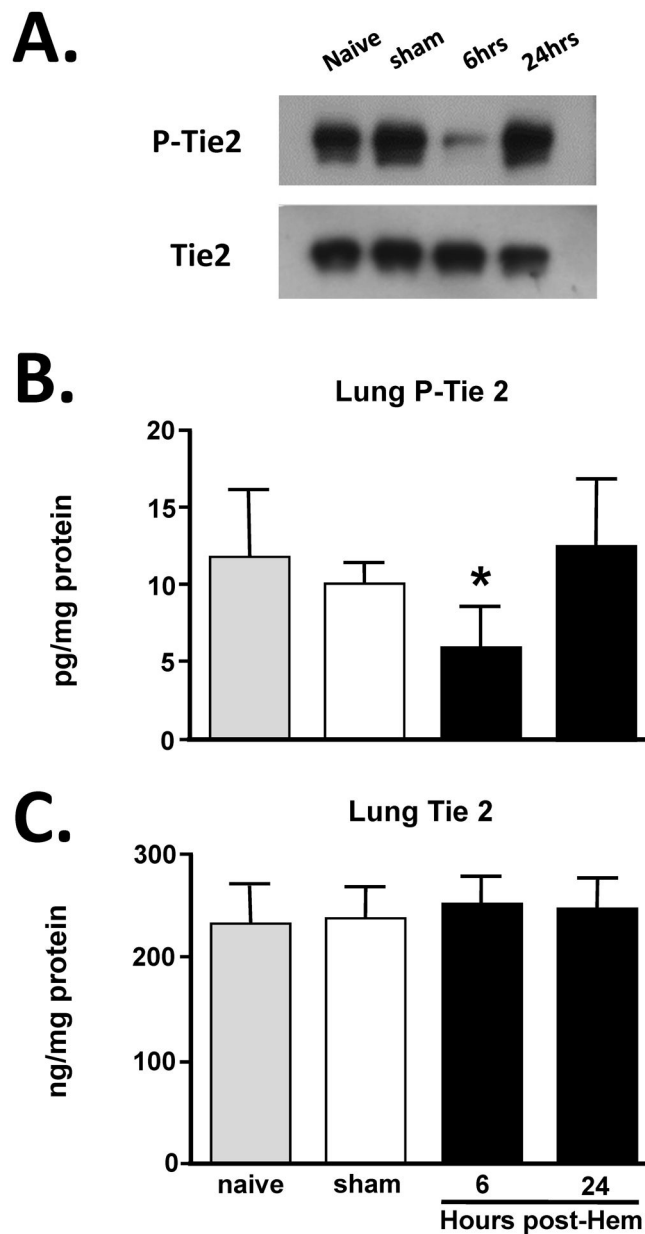 A.
Naive sham 6hrs 24hrs
P-Tie2
Tie2
B.
Lung P-Tie 2
20
15
10
5
0
pg/mg protein
*
C.
Lung Tie 2
300
200
100
0
ng/mg protein
naive sham 6 24
Hours post-Hem